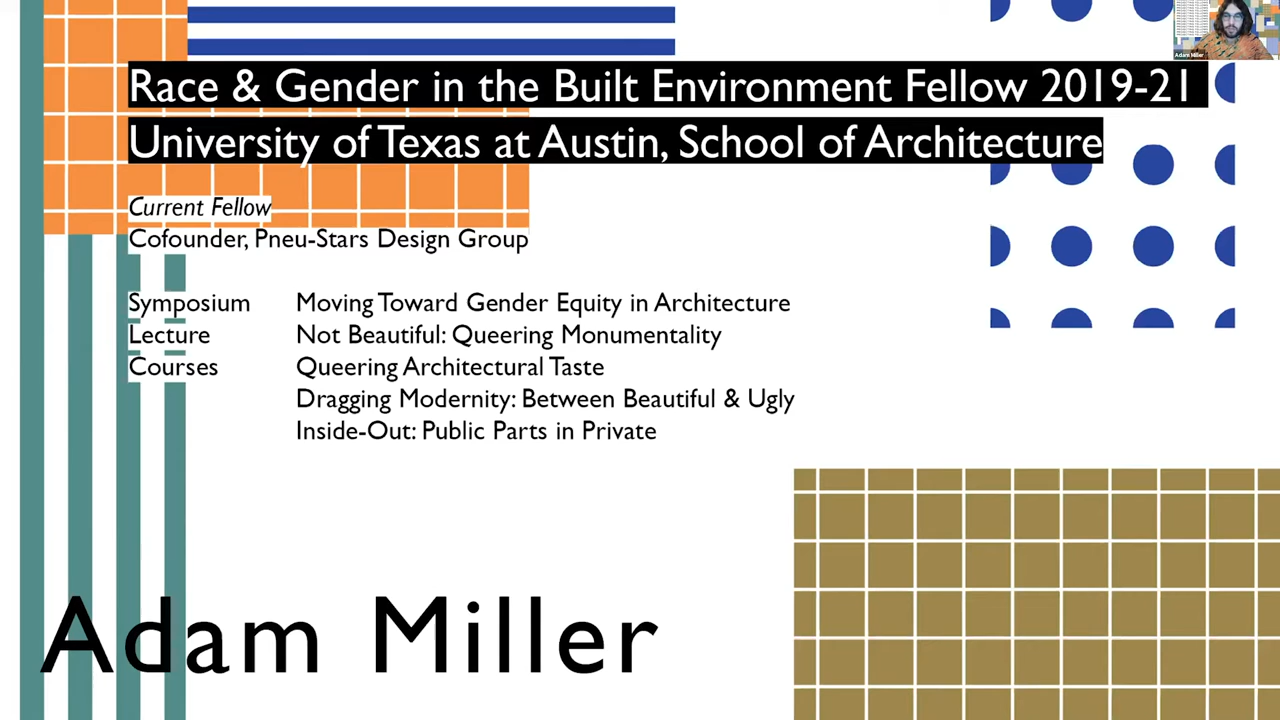 Race & Gender in the Built Environment Fellow 2019-21
University of Texas at Austin, School of Architecture
Current Fellow
Cofounder, Pneu-Stars Design Group
Symposium Moving Toward Gender Equity in Architecture
Lecture Not Beautiful: Queering Monumentality
Courses Queering Architectural Taste
Dragging Modernity: Between Beautiful & Ugly
Inside-Out: Public Parts in Private
Adam Miller
Adam Miller